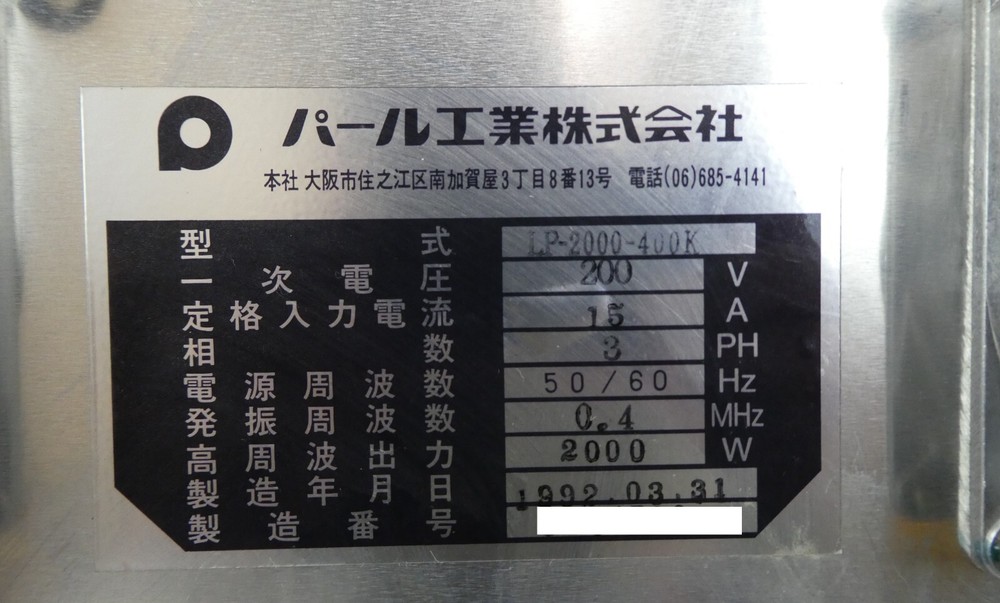 パール工業株式会社
本社 大阪市住之江区南加賀屋3丁目8番13号 電話(06)685-4141
型式 LP-2000-400K
一次電圧 200 V
定格入力電流 15 A
相数 3 PH
電源周波数 50/60 Hz
発振周波数 0.4 MHz
高周波出力 2000 W
製造年月日 1992.03.31
製造番号